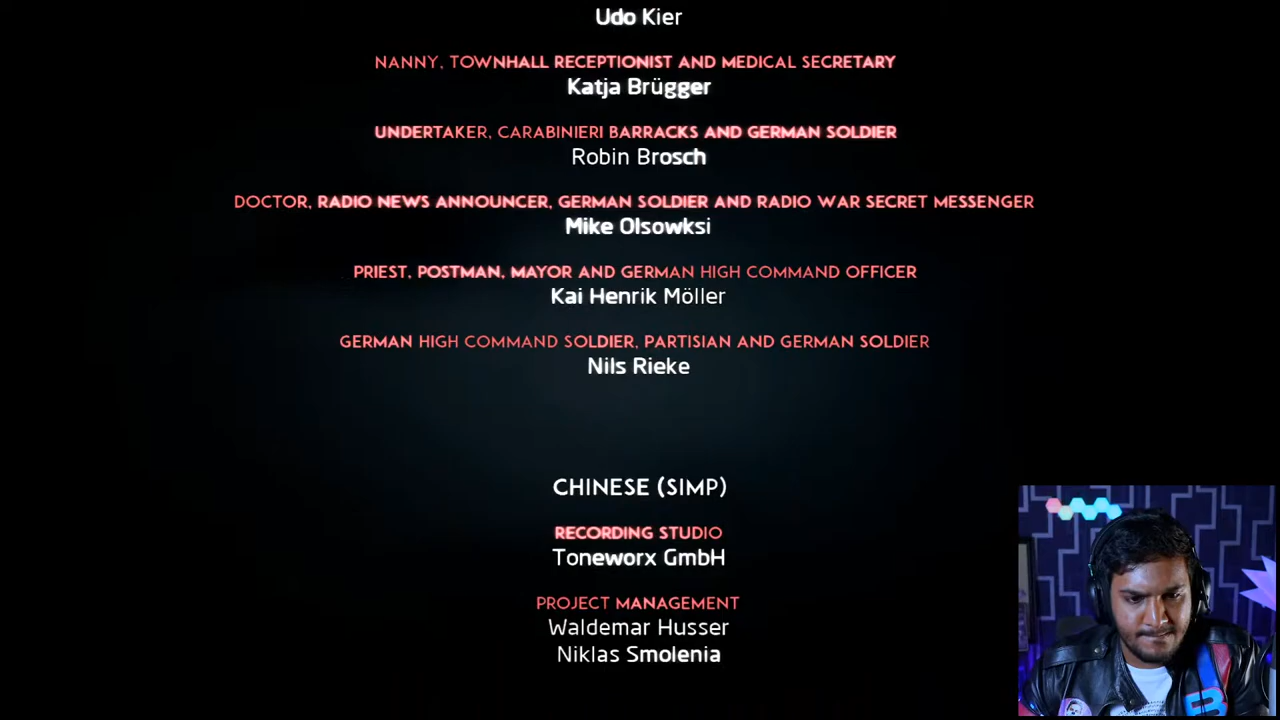 Udo Kier
NANNY, TOWNHALL RECEPTIONIST AND MEDICAL SECRETARY
Katja Brügger
UNDERTAKER, CARABINIERI BARRACKS AND GERMAN SOLDIER
Robin Brosch
DOCTOR, RADIO NEWS ANNOUNCER, GERMAN SOLDIER AND RADIO WAR SECRET MESSENGER
Mike Olsowksi
PRIEST, POSTMAN, MAYOR AND GERMAN HIGH COMMAND OFFICER
Kai Henrik Möller
GERMAN HIGH COMMAND SOLDIER, PARTISIAN AND GERMAN SOLDIER
Nils Rieke
CHINESE (SIMP)
RECORDING STUDIO
Toneworx GmbH
PROJECT MANAGEMENT
Waldemar Husser
Niklas Smolenia